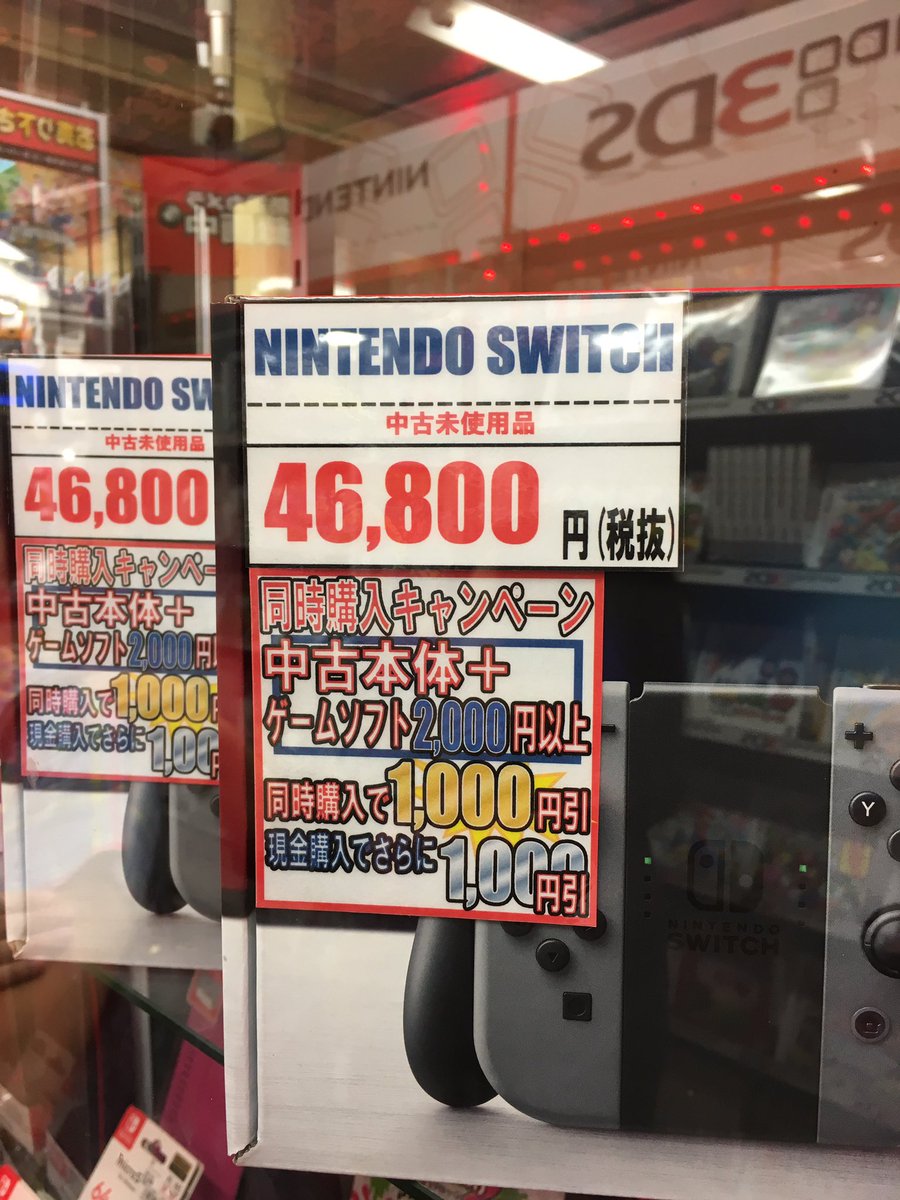 NINTENDO 3DS
NINTENDO SWITCH
中古未使用品
46,800円(税抜)
同時購入キャンペーン
中古本体+
ゲームソフト2,000円以上
同時購入で1,000円引
現金購入でさらに1,000円引
NINTENDO SW
中古未使用品
46,800
同時購入キャンペー
中古本体+
ゲームソフト2,000円
同時購入で1,000
現金購入でさらに1,00
Y
NINTENDO
SWITCH